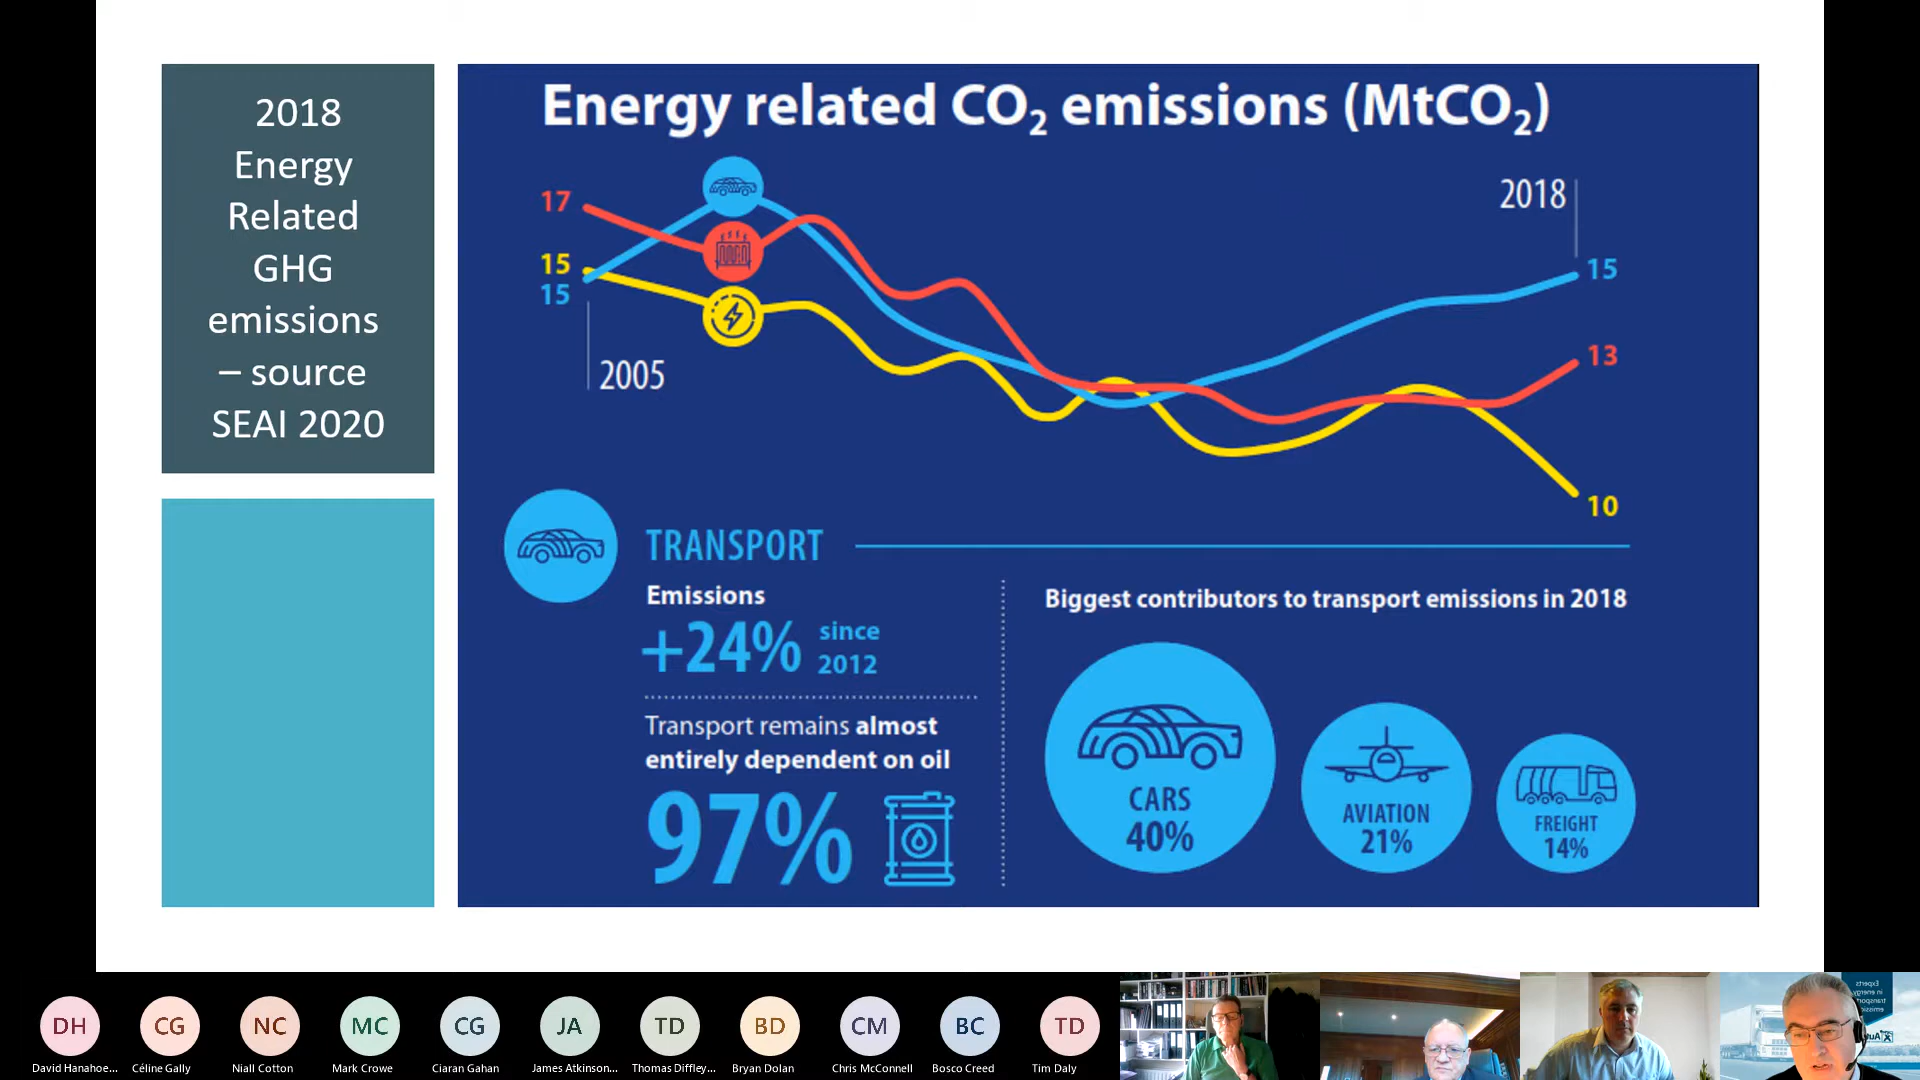 2018
Energy
Related
GHG
emissions
– source
SEAI 2020
Energy related CO₂ emissions (MtCO₂)
17
15
15
2005
2018
15
13
10
TRANSPORT
Emissions
+24% since
2012
Transport remains almost
entirely dependent on oil
97%
Biggest contributors to transport emissions in 2018
CARS
40%
AVIATION
21%
FREIGHT
14%
DH
CG
NC
MC
CG
JA
TD
BD
CM
BC
TD
David Hanahoe...
Céline Gally
Niall Cotton
Mark Crowe
Ciaran Gahan
James Atkinson...
Thomas Diffley...
Bryan Dolan
Chris McConnell
Bosco Creed
Tim Daly
Experts
in energy